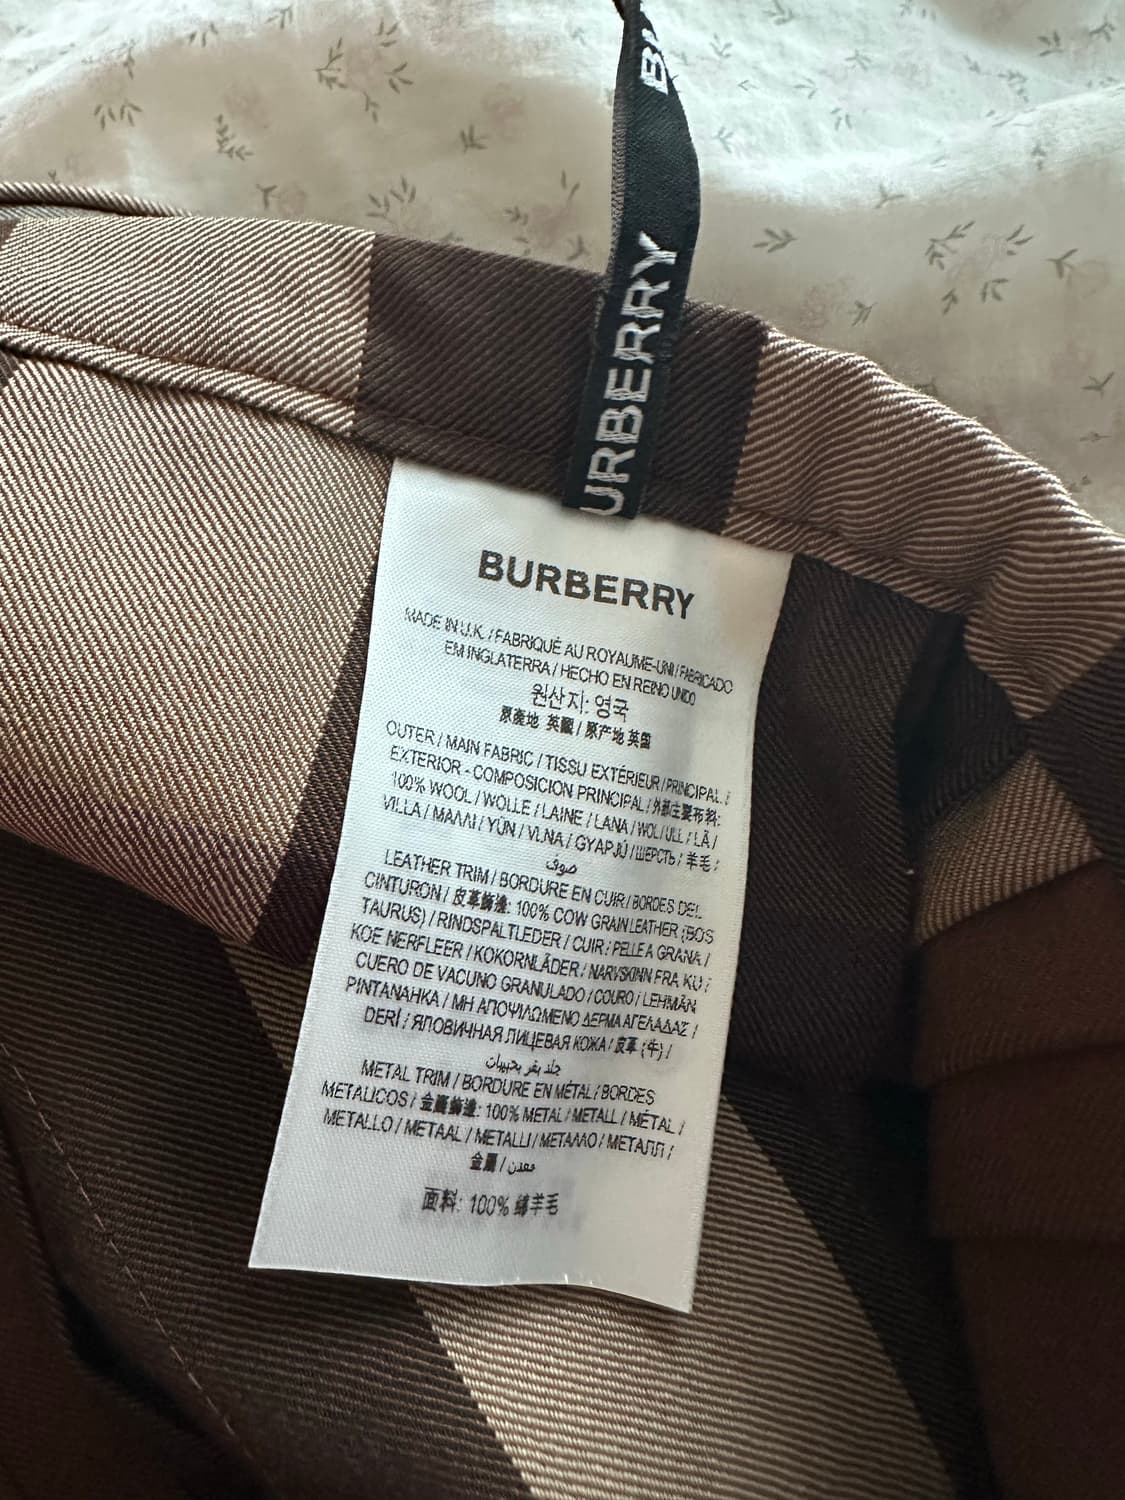 BU
URBERRY
BURBERRY
MADE IN U.K. / FABRIQUÉ AU ROYAUME-UNI / FABRICADO
EM INGLATERRA / HECHO EN REINO UNIDO
원산지: 영국
原產地 英國 / 原产地 英国
OUTER / MAIN FABRIC / TISSU EXTÉRIEUR / PRINCIPAL /
EXTERIOR - COMPOSICION PRINCIPAL / 外部主要布料:
100% WOOL / WOLLE / LAINE / LANA / WOL / ULL / LÃ /
VILLA / ΜΑΛΛΙ / YÜN / VLNA / GYAPJÚ / ШЕРСТЬ / 羊毛 /
صوف
LEATHER TRIM / BORDURE EN CUIR / BORDES DEL
CINTURON / 皮革飾邊: 100% COW GRAIN LEATHER (BOS
TAURUS) / RINDSPALTLEDER / CUIR / PELLE A GRANA /
KOE NERFLEER / KOKORNLÄDER / NARVSKINN FRA KU /
CUERO DE VACUNO GRANULADO / COURO / LEHMÄN
PINTANAHKA / ΜΗ ΑΠΟΨΙΛΩΜΕΝΟ ΔΕΡΜΑ ΑΓΕΛΑΔΑΣ /
DERİ / ЯЛОВИЧНАЯ ЛИЦЕВАЯ КОЖА / 皮革 (牛) /
جلد بقر بحبيبات
METAL TRIM / BORDURE EN MÉTAL / BORDES
METALICOS / 金屬飾邊: 100% METAL / METALL / MÉTAL /
METALLO / METAAL / METALLI / ΜΕΤΑΛΛΟ / МЕТАЛЛ /
金屬 / معدن
面料: 100% 绵羊毛